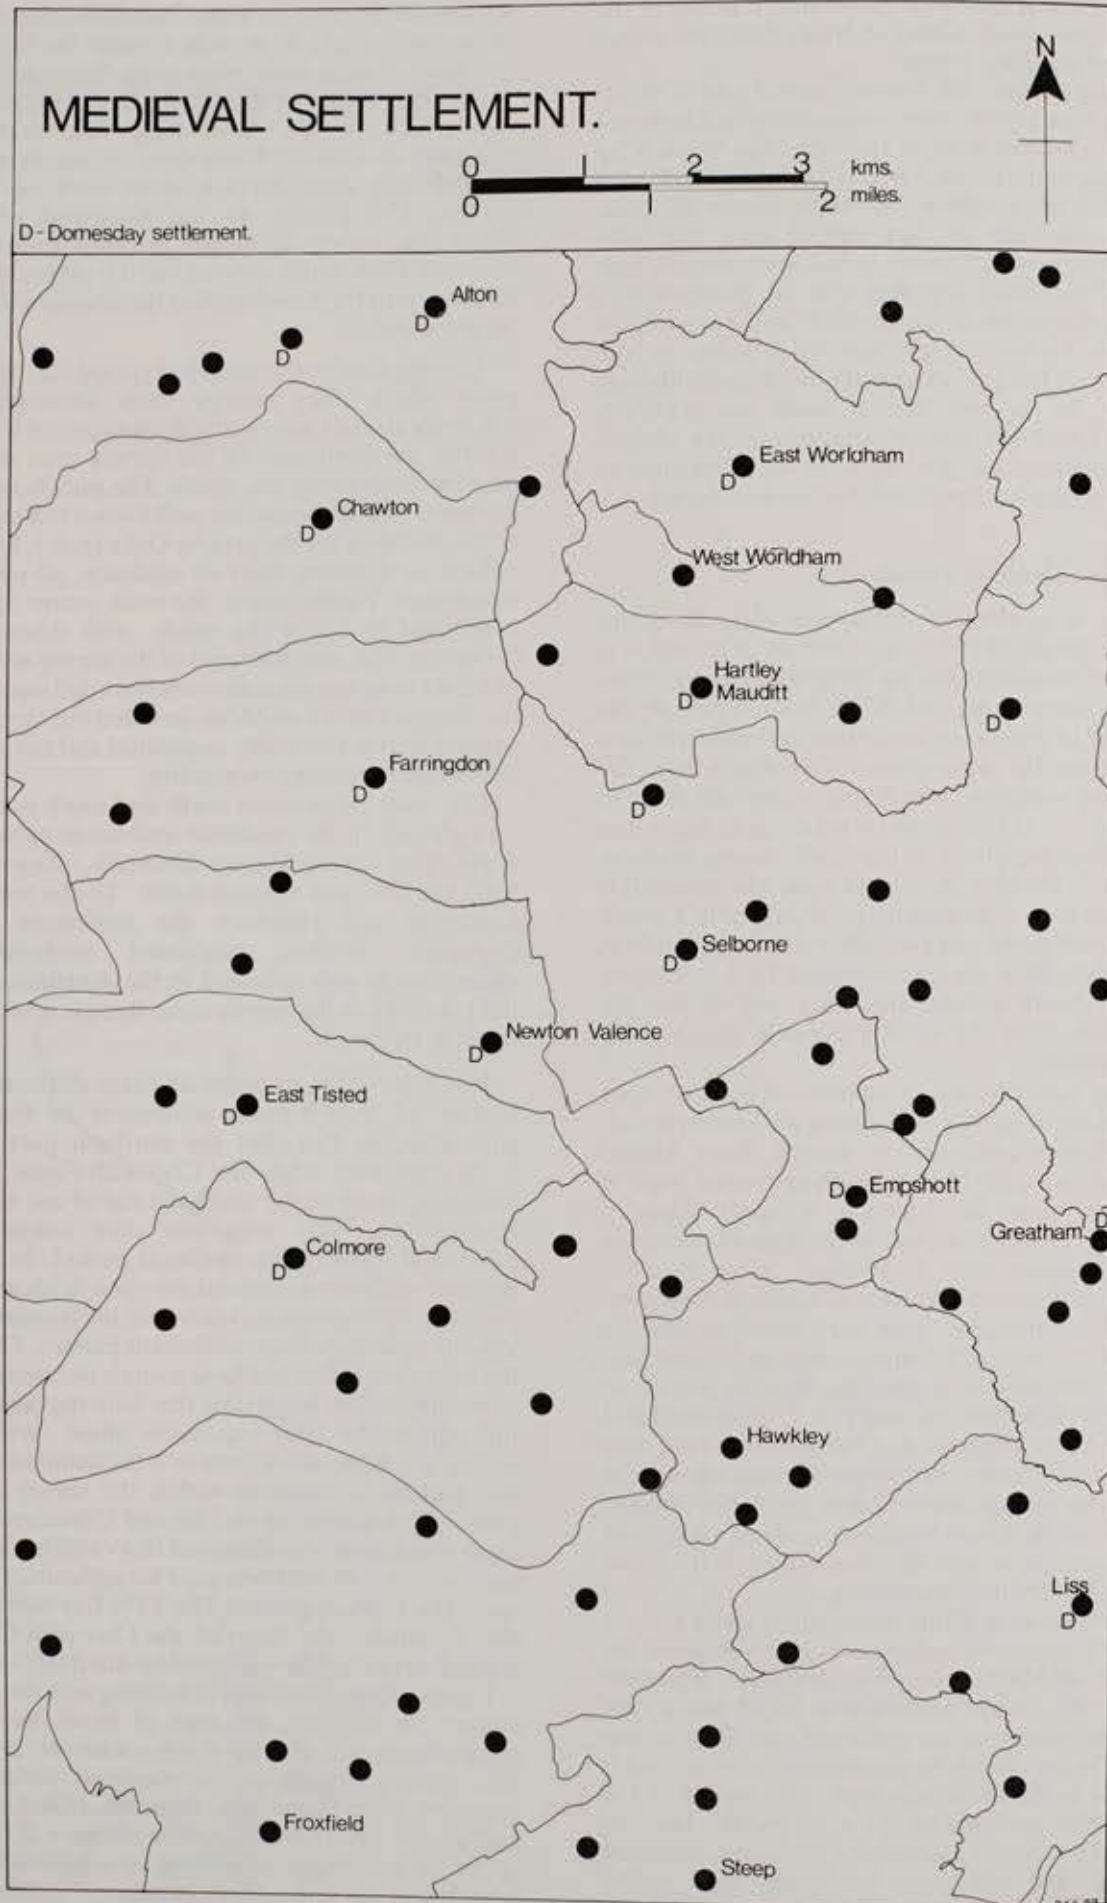 N
MEDIEVAL SETTLEMENT.
0 1 2 3 kms.
0 1 2 miles.
D-Domesday settlement.
Alton
D
D
East Worldham
D
Chawton
D
West Worldham
Hartley
Mauditt
D
D
Farringdon
D
D
Selborne
D
Newton Valence
D
East Tisted
D
Empshott
D
Greatham
D
Colmore
D
Hawkley
Liss
D
Froxfield
Steep